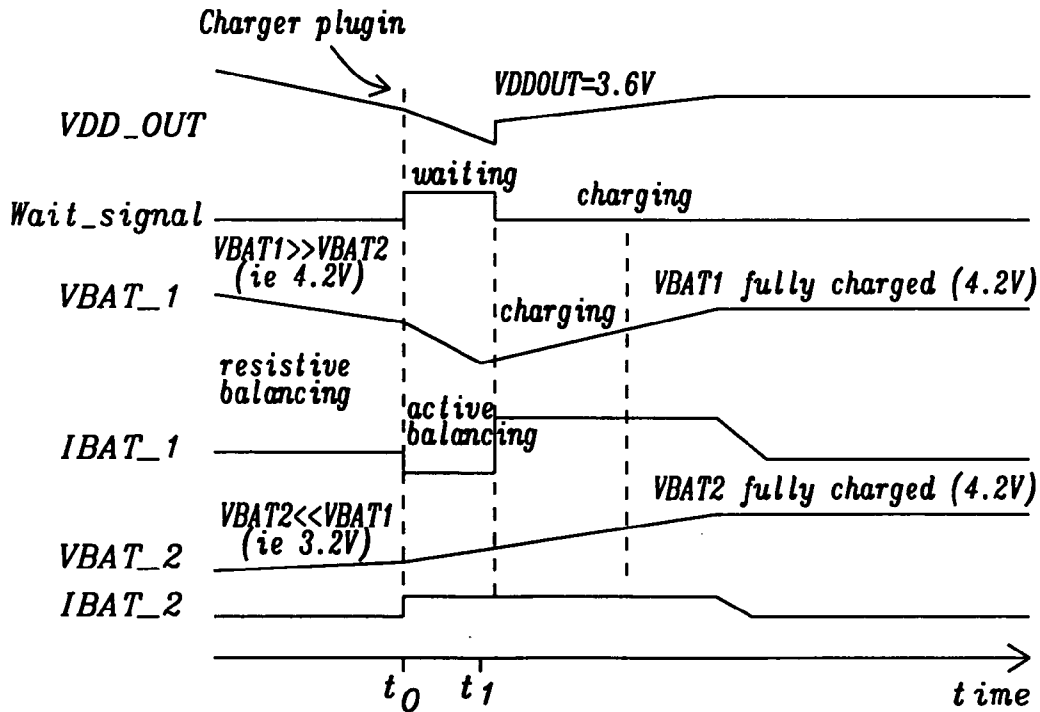 Charger plugin
VDDOUT=3.6V
VDD_OUT
waiting
charging
Wait_signal
VBAT1>>VBAT2
(ie 4.2V)
VBAT1 fully charged (4.2V)
VBAT_1
charging
resistive
balancing
active
balancing
IBAT_1
VBAT2 fully charged (4.2V)
VBAT2<<VBAT1
(ie 3.2V)
VBAT_2
IBAT_2
t0
t1
time